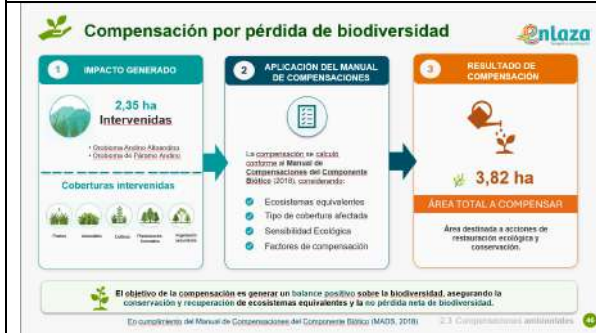 Compensación por pérdida de biodiversidad
enlaza
1 IMPACTO GENERADO
2,35 ha
Intervenidas
• Orobioma Andino Altoandino
• Orobioma de Páramo Andino
Coberturas intervenidas
2 APLICACIÓN DEL MANUAL
DE COMPENSACIONES
La compensación se calculó
conforme al Manual de
Compensaciones del Componente
Biótico (2018), considerando:
Ecosistemas equivalentes
Tipo de cobertura afectada
Sensibilidad Ecológica
Factores de compensación
3 RESULTADO DE
COMPENSACIÓN
3,82 ha
ÁREA TOTAL A COMPENSAR
Área destinada a acciones de
restauración ecológica y
conservación.
El objetivo de la compensación es generar un balance positivo sobre la biodiversidad, asegurando la
conservación y recuperación de ecosistemas equivalentes y la no pérdida neta de biodiversidad.
En cumplimiento del Manual de Compensaciones del Componente Biótico (MADS, 2018)
2.3 Compensaciones ambientales